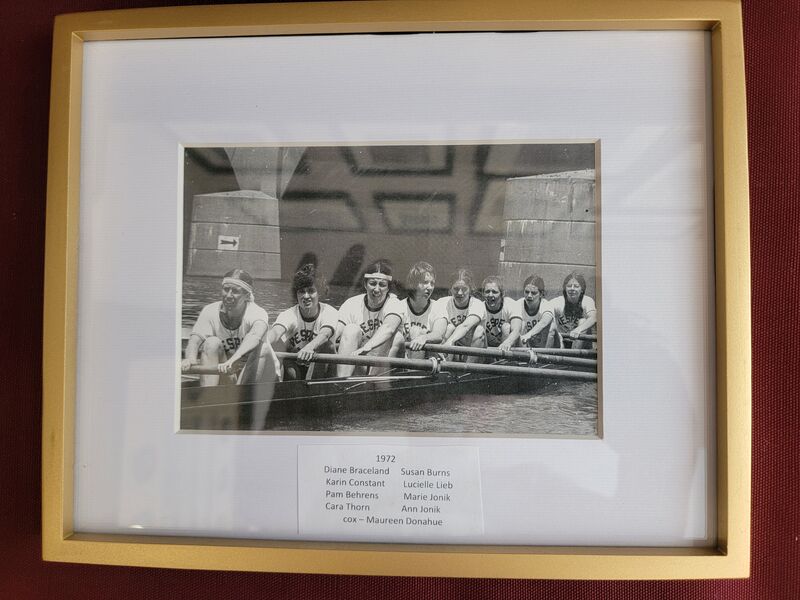 1972
Diane Braceland Susan Burns
Karin Constant Lucielle Lieb
Pam Behrens Marie Jonik
Cara Thorn Ann Jonik
cox – Maureen Donahue